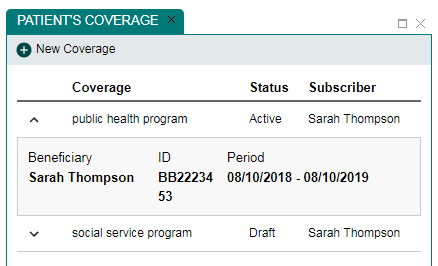 PATIENT'S COVERAGE
New Coverage
Coverage Status Subscriber
public health program Active Sarah Thompson
Beneficiary ID Period
Sarah Thompson BB22234 08/10/2018 - 08/10/2019
53
social service program Draft Sarah Thompson